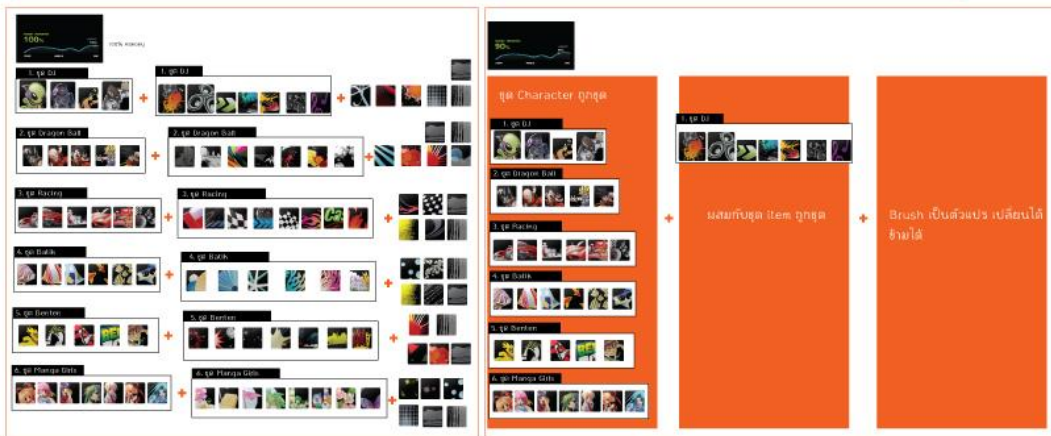 100%
100% memory
1. ชุด DJ
1. ชุด DJ
2. ชุด Dragon Ball
2. ชุด Dragon Ball
3. ชุด Racing
3. ชุด Racing
4. ชุด Batik
4. ชุด Batik
5. ชุด Benten
5. ชุด Benten
6. ชุด Manga Girls
6. ชุด Manga Girls
90%
ชุด Character ถูกชุด
1. ชุด DJ
2. ชุด Dragon Ball
3. ชุด Racing
4. ชุด Batik
5. ชุด Benten
6. ชุด Manga Girls
1. ชุด DJ
ผสมกับชุด Item ถูกชุด
Brush เป็นตัวแปร เปลี่ยนได้
ข้ามได้